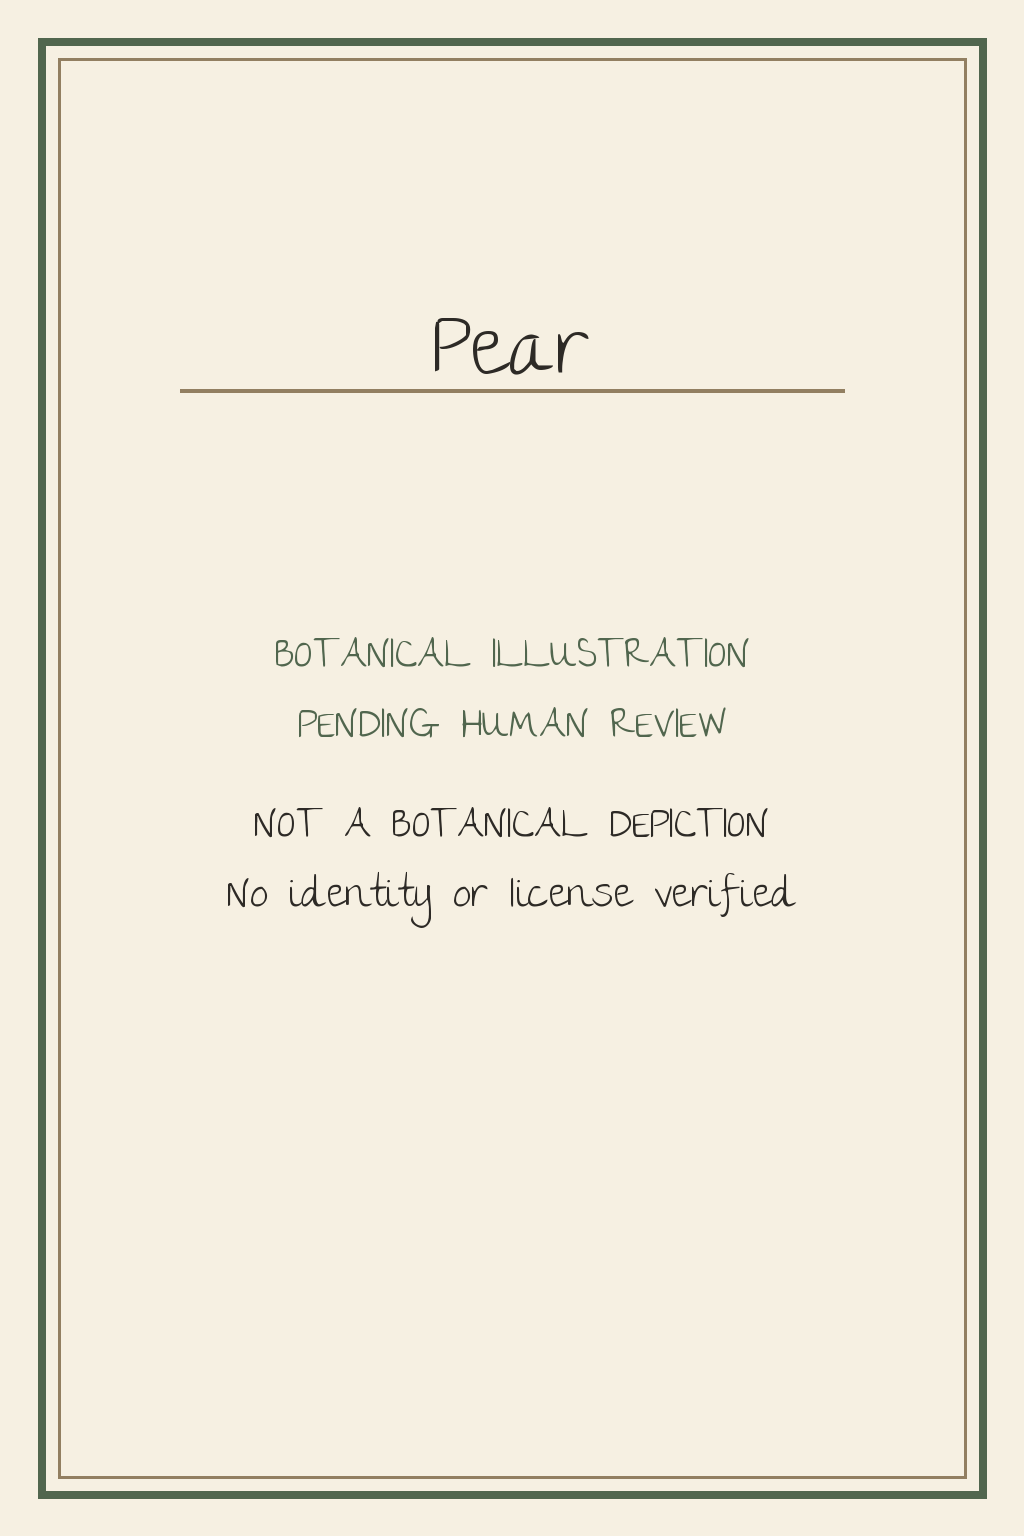 Pear
BOTANICAL ILLUSTRATION
PENDING HUMAN REVIEW
NOT A BOTANICAL DEPICTION
No identity or license verified